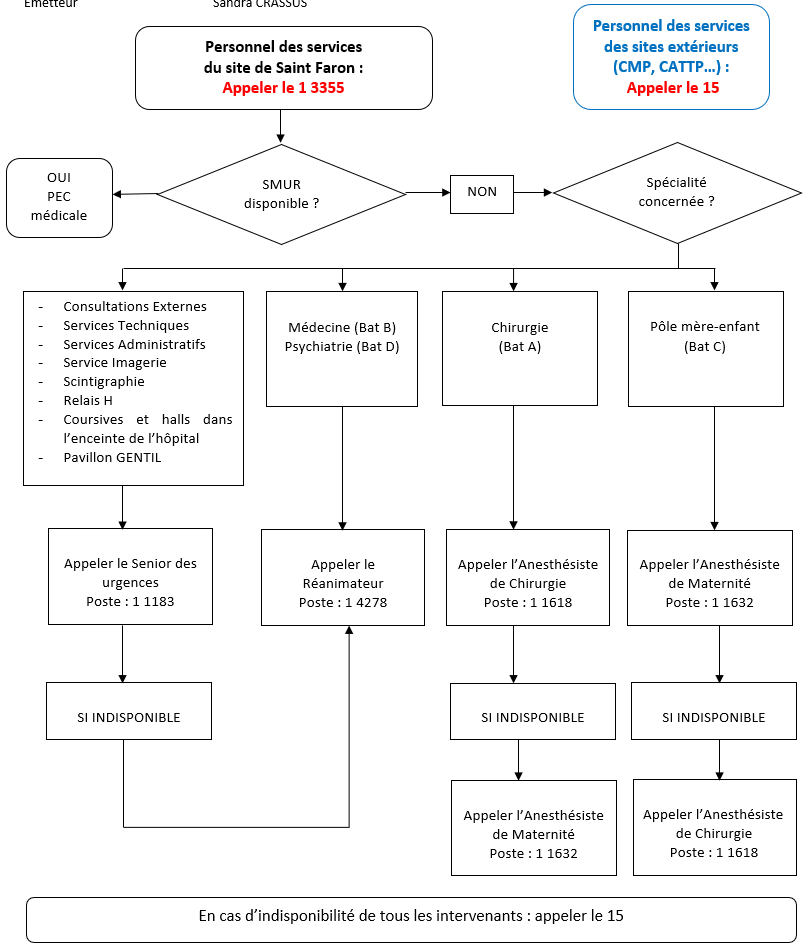 Emetteur
Sandra CRASSUS
Personnel des services
du site de Saint Faron :
Appeler le 1 3355
Personnel des services
des sites extérieurs
(CMP, CATTP…) :
Appeler le 15
OUI
PEC
médicale
SMUR
disponible ?
NON
Spécialité
concernée ?
- Consultations Externes
- Services Techniques
- Services Administratifs
- Service Imagerie
- Scintigraphie
- Relais H
- Coursives et halls dans
l’enceinte de l’hôpital
- Pavillon GENTIL
Médecine (Bat B)
Psychiatrie (Bat D)
Chirurgie
(Bat A)
Pôle mère-enfant
(Bat C)
Appeler le Senior des
urgences
Poste : 1 1183
Appeler le
Réanimateur
Poste : 1 4278
Appeler l’Anesthésiste
de Chirurgie
Poste : 1 1618
Appeler l’Anesthésiste
de Maternité
Poste : 1 1632
SI INDISPONIBLE
SI INDISPONIBLE
SI INDISPONIBLE
Appeler l’Anesthésiste
de Maternité
Poste : 1 1632
Appeler l’Anesthésiste
de Chirurgie
Poste : 1 1618
En cas d’indisponibilité de tous les intervenants : appeler le 15